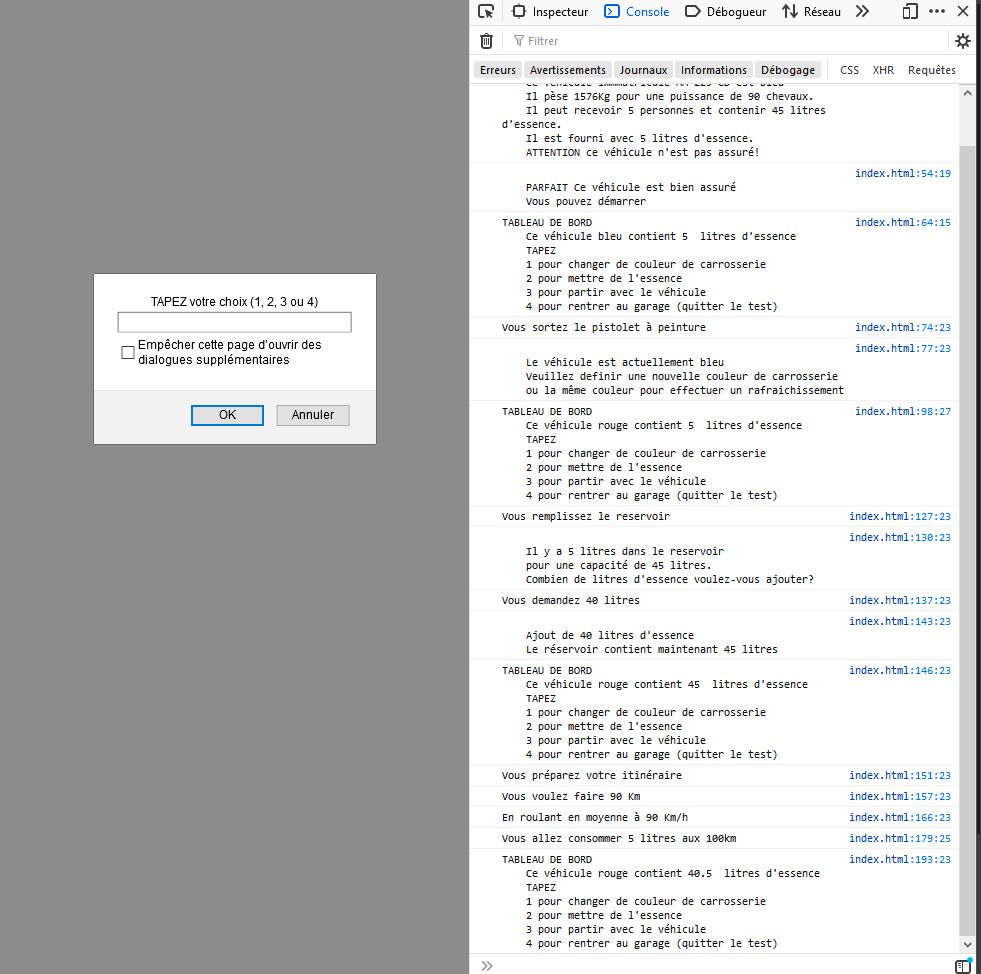 TAPEZ votre choix (1, 2, 3 ou 4)
Empêcher cette page d'ouvrir des
dialogues supplémentaires
OK Annuler
Inspecteur Console Débogueur Réseau
Filtrer
Erreurs Avertissements Journaux Informations Débogage CSS XHR Requêtes
Il pèse 1576Kg pour une puissance de 90 chevaux.
Il peut recevoir 5 personnes et contenir 45 litres
d'essence.
Il est fourni avec 5 litres d'essence.
ATTENTION ce véhicule n'est pas assuré!
index.html:54:19
PARFAIT Ce véhicule est bien assuré
Vous pouvez démarrer
TABLEAU DE BORD index.html:64:15
Ce véhicule bleu contient 5 litres d'essence
TAPEZ
1 pour changer de couleur de carrosserie
2 pour mettre de l'essence
3 pour partir avec le véhicule
4 pour rentrer au garage (quitter le test)
Vous sortez le pistolet à peinture index.html:74:23
index.html:77:23
Le véhicule est actuellement bleu
Veuillez definir une nouvelle couleur de carrosserie
ou la même couleur pour effectuer un rafraichissement
TABLEAU DE BORD index.html:98:27
Ce véhicule rouge contient 5 litres d'essence
TAPEZ
1 pour changer de couleur de carrosserie
2 pour mettre de l'essence
3 pour partir avec le véhicule
4 pour rentrer au garage (quitter le test)
Vous remplissez le reservoir index.html:127:23
index.html:130:23
Il y a 5 litres dans le reservoir
pour une capacité de 45 litres.
Combien de litres d'essence voulez-vous ajouter?
Vous demandez 40 litres index.html:137:23
index.html:143:23
Ajout de 40 litres d'essence
Le réservoir contient maintenant 45 litres
TABLEAU DE BORD index.html:146:23
Ce véhicule rouge contient 45 litres d'essence
TAPEZ
1 pour changer de couleur de carrosserie
2 pour mettre de l'essence
3 pour partir avec le véhicule
4 pour rentrer au garage (quitter le test)
Vous préparez votre itinéraire index.html:151:23
Vous voulez faire 90 Km index.html:157:23
En roulant en moyenne à 90 Km/h index.html:166:23
Vous allez consommer 5 litres aux 100km index.html:179:25
TABLEAU DE BORD index.html:193:23
Ce véhicule rouge contient 40.5 litres d'essence
TAPEZ
1 pour changer de couleur de carrosserie
2 pour mettre de l'essence
3 pour partir avec le véhicule
4 pour rentrer au garage (quitter le test)